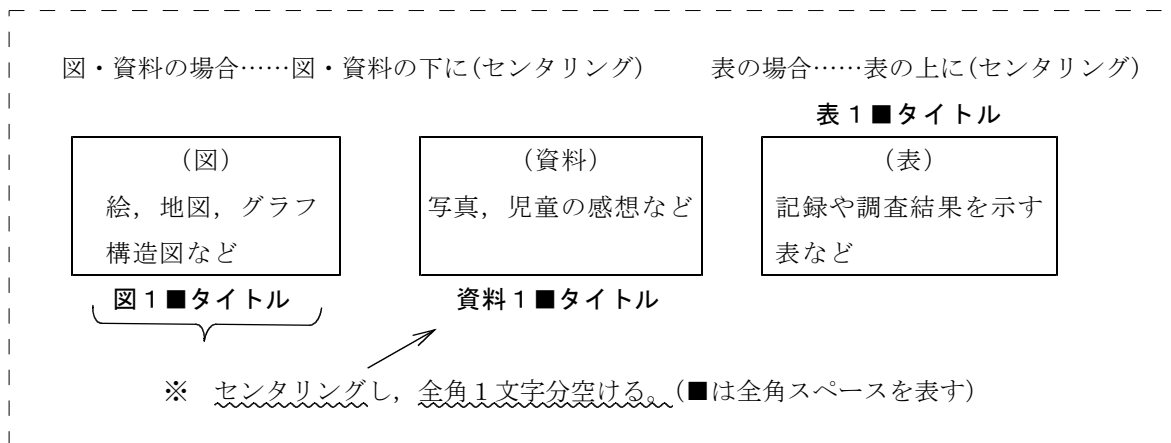 図・資料の場合……図・資料の下に(センタリング)
表の場合……表の上に(センタリング)
表1■タイトル
(図)
絵,地図,グラフ
構造図など
(資料)
写真,児童の感想など
(表)
記録や調査結果を示す
表など
図1■タイトル
資料1■タイトル
※ センタリングし,全角1文字分空ける。(■は全角スペースを表す)